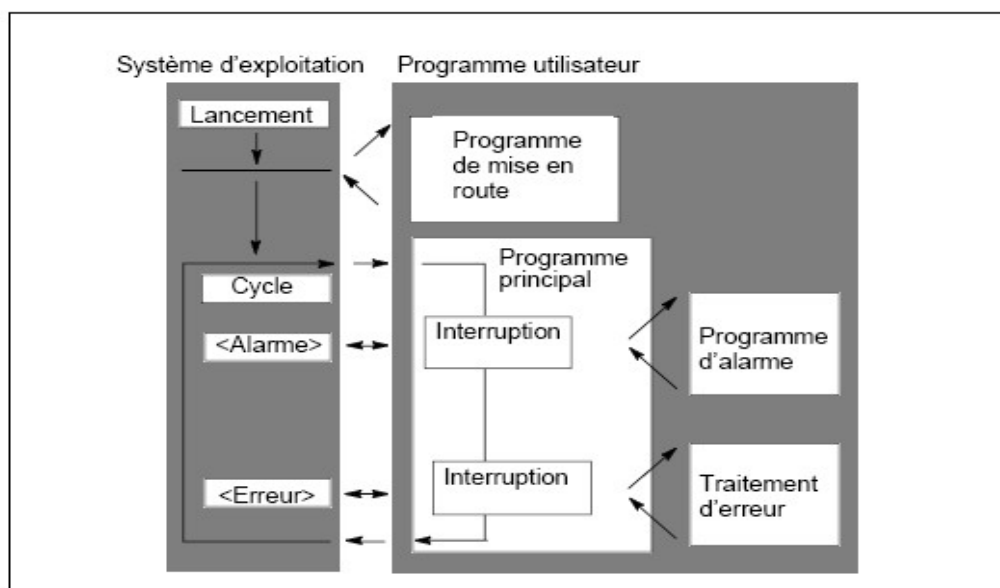 Système d'exploitation
Programme utilisateur
Lancement
Programme
de mise en
route
Programme
principal
Cycle
Interruption
<Alarme>
Programme
d'alarme
Interruption
<Erreur>
Traitement
d'erreur